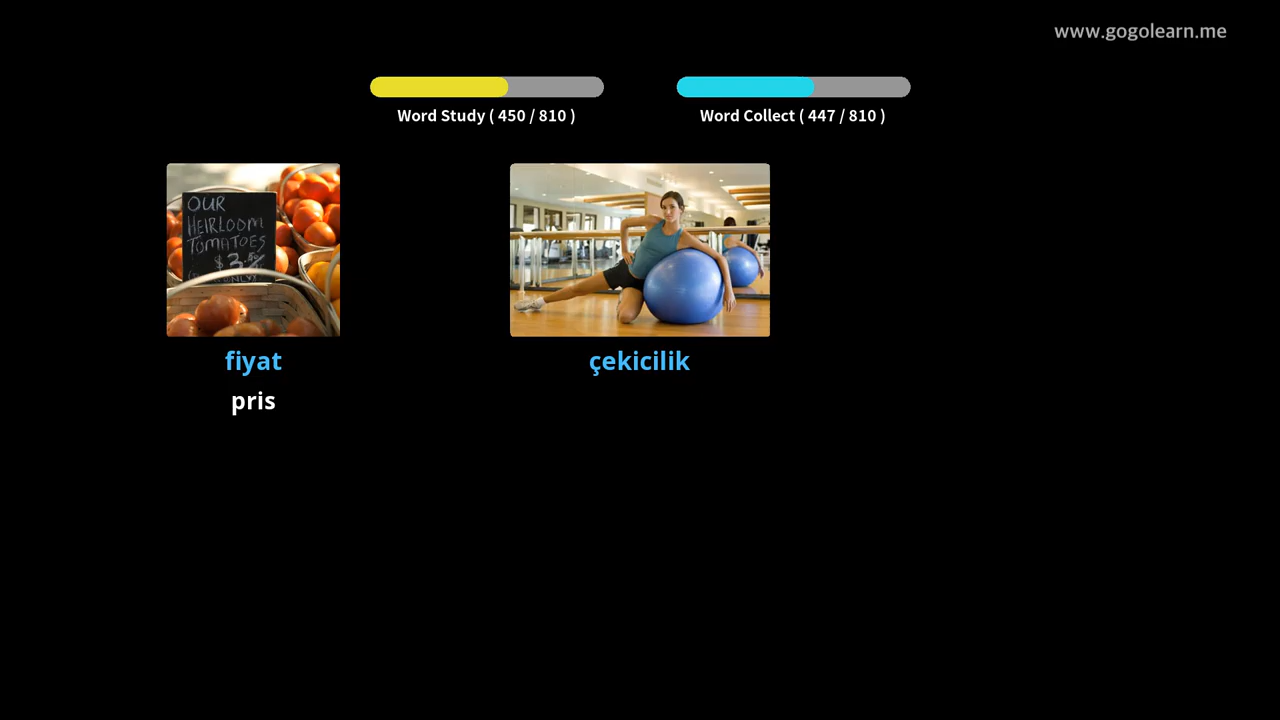 www.gogolearn.me
Word Study ( 450 / 810 )
Word Collect ( 447 / 810 )
OUR
HEIRLOOM
TOMATOES
fiyat
çekicilik
pris